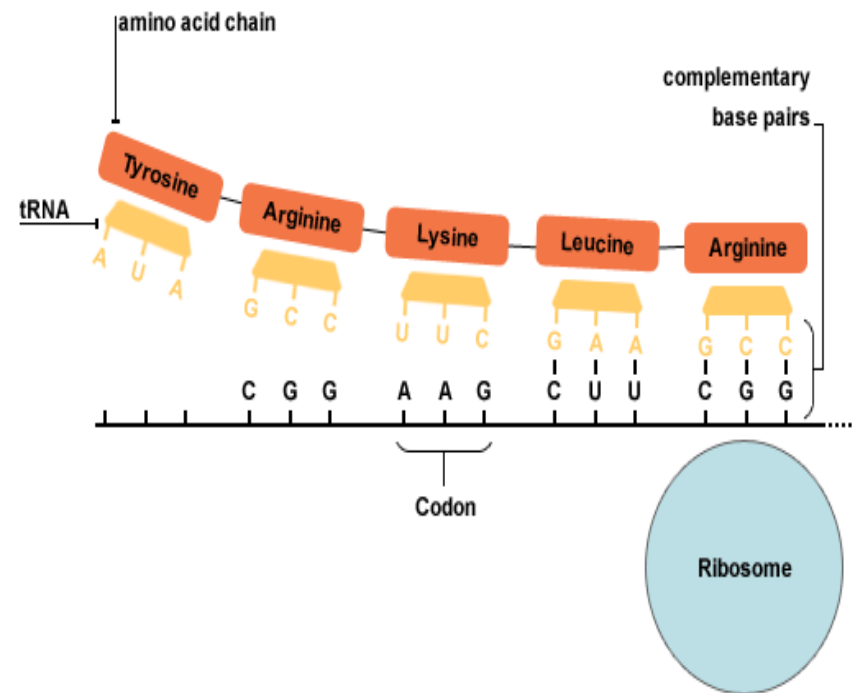 amino acid chain
complementary
base pairs
Tyrosine
Arginine
Lysine
Leucine
Arginine
tRNA
A U A
G C C
U U C
G A A
G C C
C G G
A A G
C U U
C G G
Codon
Ribosome